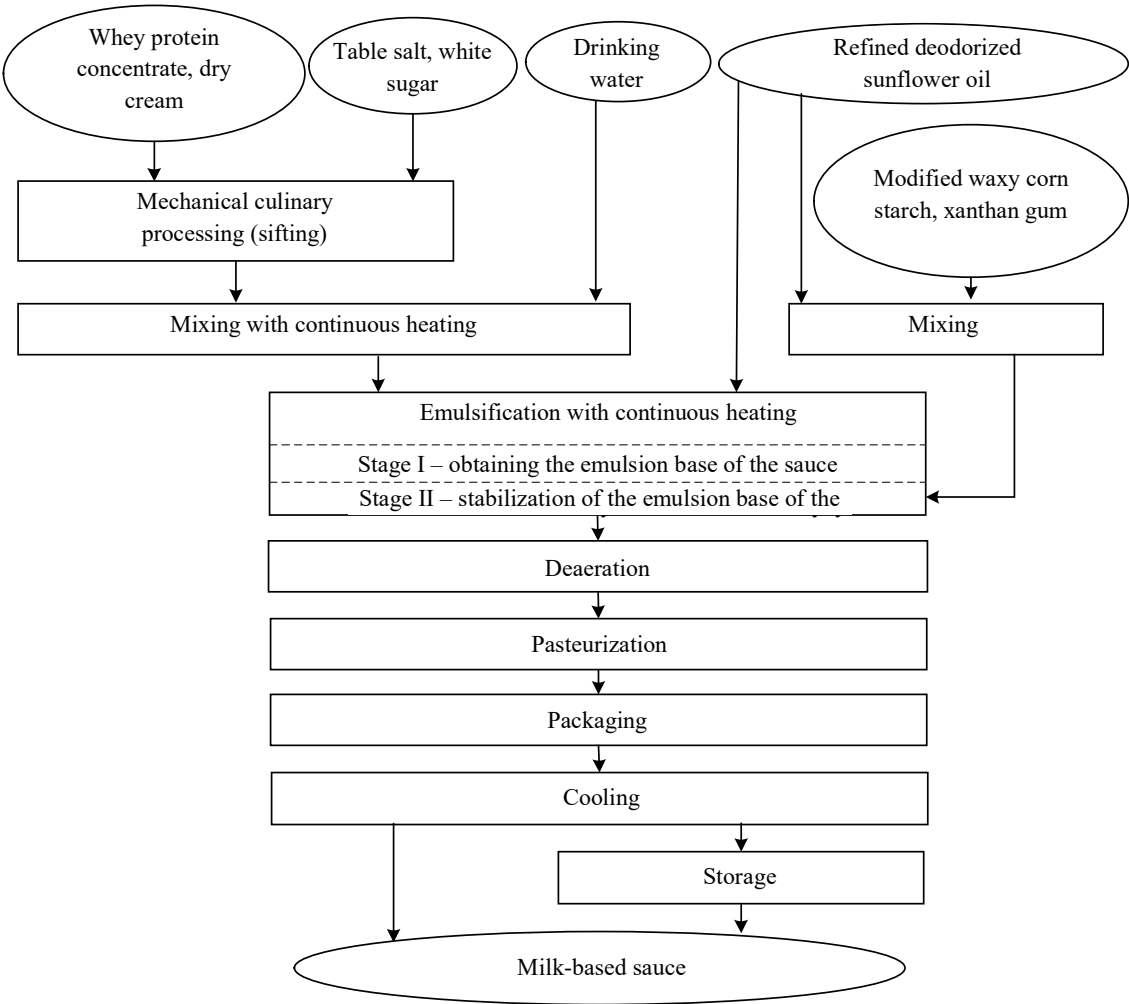 Whey protein
concentrate, dry
cream
Table salt, white
sugar
Drinking
water
Refined deodorized
sunflower oil
Modified waxy corn
starch, xanthan gum
Mechanical culinary
processing (sifting)
Mixing with continuous heating
Mixing
Emulsification with continuous heating
Stage I – obtaining the emulsion base of the sauce
Stage II – stabilization of the emulsion base of the
Deaeration
Pasteurization
Packaging
Cooling
Storage
Milk-based sauce